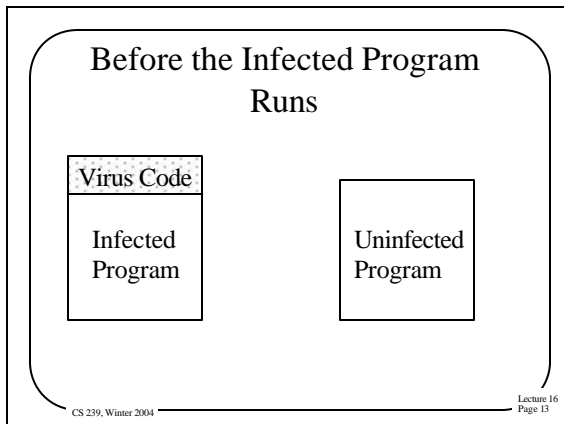 Before the Infected Program
Runs
Virus Code
Infected
Program
Uninfected
Program
CS 239, Winter 2004
Lecture 16
Page 13